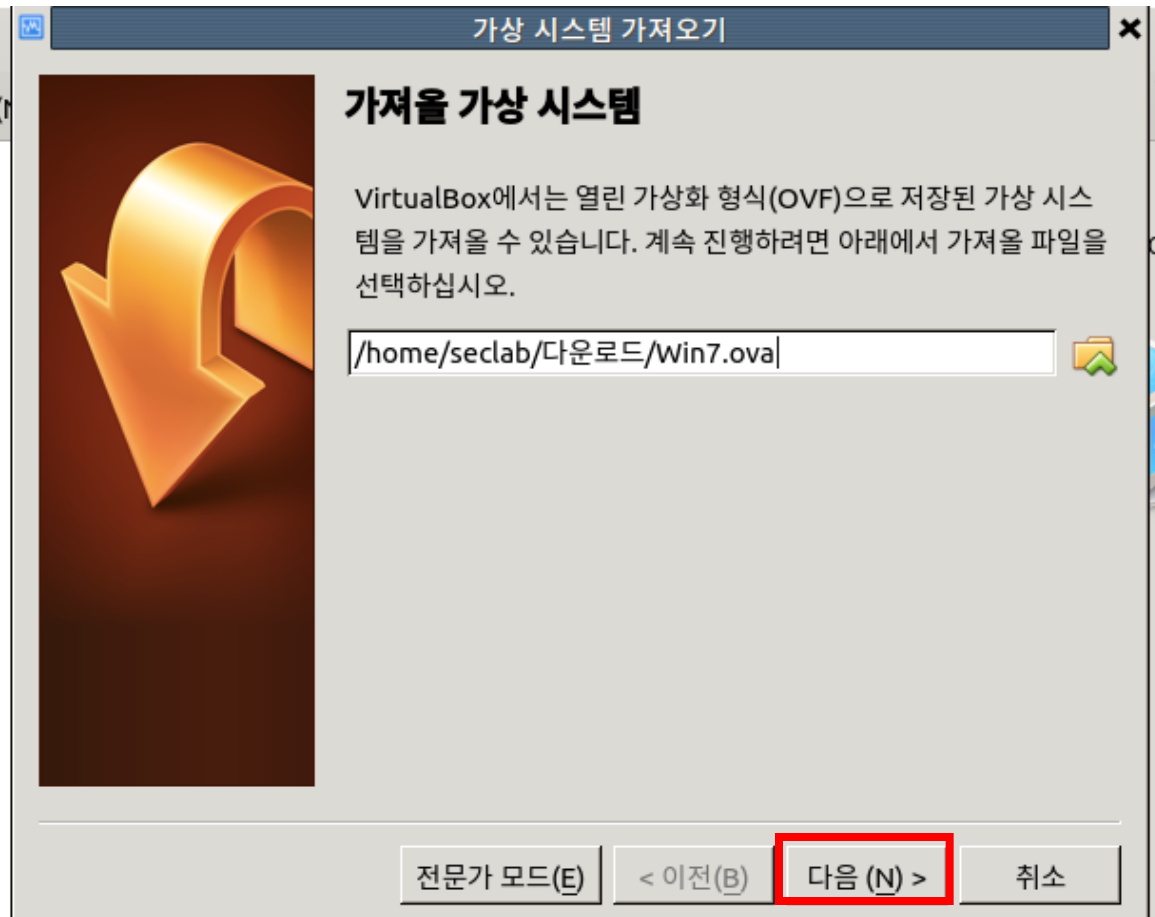 가상 시스템 가져오기
가져올 가상 시스템
VirtualBox에서는 열린 가상화 형식(OVF)으로 저장된 가상 시스
템을 가져올 수 있습니다. 계속 진행하려면 아래에서 가져올 파일을
선택하십시오.
/home/seclab/다운로드/Win7.ova
전문가 모드(E)
< 이전(B)
다음 (N) >
취소